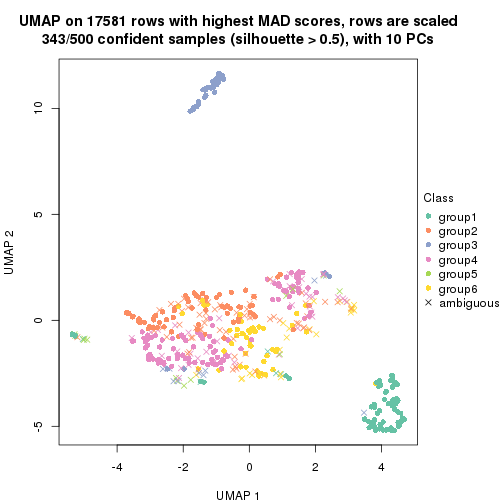 UMAP on 17581 rows with highest MAD scores, rows are scaled
343/500 confident samples (silhouette > 0.5), with 10 PCs
10
5
0
-5
UMAP 2
-4
-2
0
2
4
UMAP 1
Class
group1
group2
group3
group4
group5
group6
ambiguous